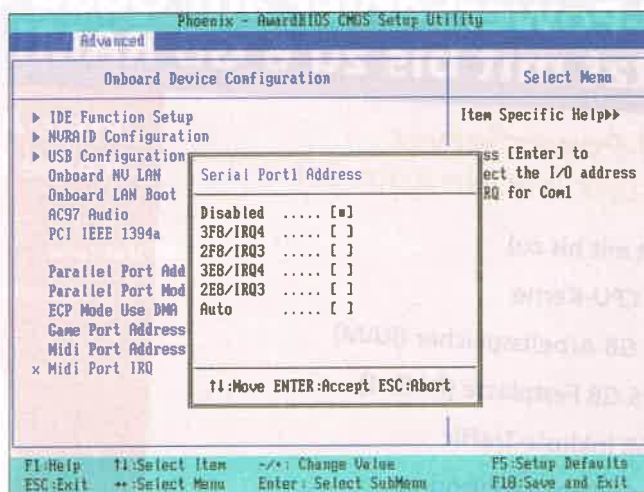 Phoenix - AwardBIOS CMOS Setup Utility
Advanced
Onboard Device Configuration
Select Menu
▶ IDE Function Setup
▶ NVRAID Configuration
▶ USB Configuration
Onboard NV LAN
Onboard LAN Boot
AC97 Audio
PCI IEEE 1394a
Parallel Port Add
Parallel Port Mod
ECP Mode Use DMA
Game Port Address
Midi Port Address
x Midi Port IRQ
Serial Port1 Address
Disabled ..... [■]
3F8/IRQ4 ..... [ ]
2F8/IRQ3 ..... [ ]
3E8/IRQ4 ..... [ ]
2E8/IRQ3 ..... [ ]
Auto ..... [ ]
↑↓:Move ENTER:Accept ESC:Abort
Item Specific Help▶▶
ss [Enter] to
ect the I/O address
IRQ for Com1
F1:Help ↑↓:Select Item -/+: Change Value F5:Setup Defaults
ESC:Exit ↔:Select Menu Enter: Select SubMenu F10:Save and Exit